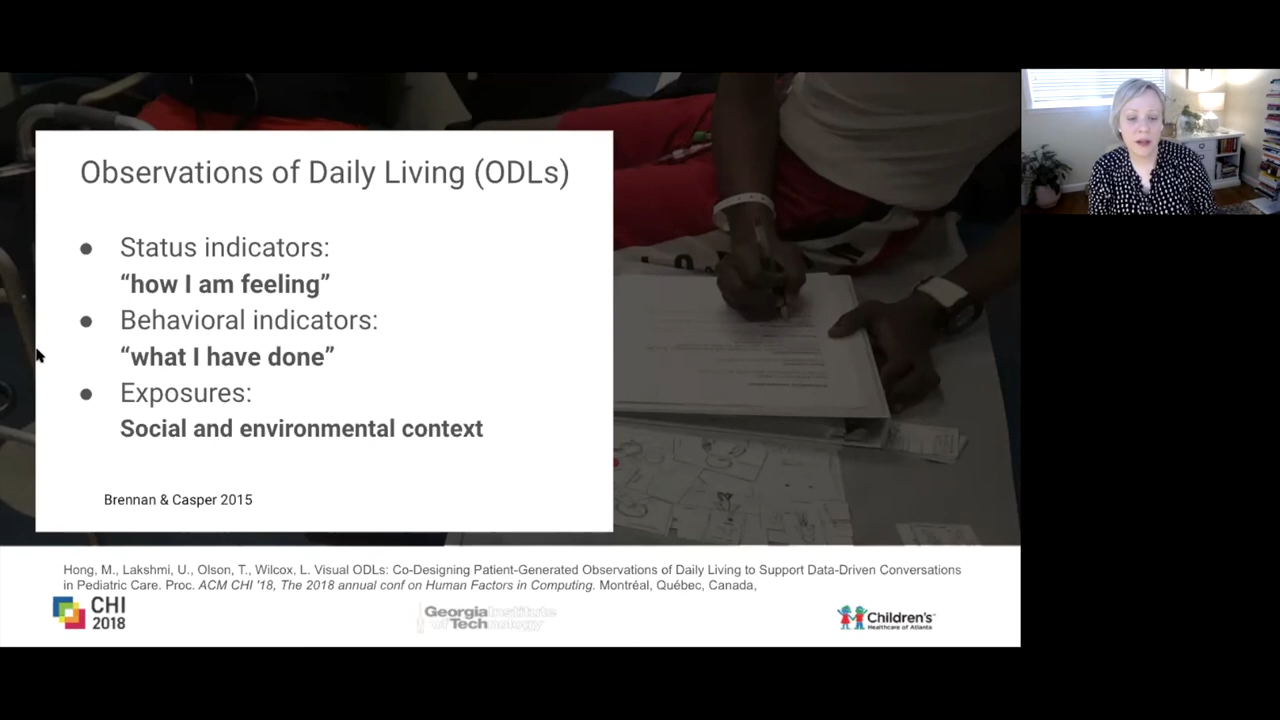 Observations of Daily Living (ODLs)
● Status indicators:
“how I am feeling”
● Behavioral indicators:
“what I have done”
● Exposures:
Social and environmental context
Brennan & Casper 2015
Hong, M., Lakshmi, U., Olson, T., Wilcox, L. Visual ODLs: Co-Designing Patient-Generated Observations of Daily Living to Support Data-Driven Conversations
in Pediatric Care. Proc. ACM CHI '18, The 2018 annual conf on Human Factors in Computing. Montréal, Québec, Canada,
CHI
2018
Georgia Institute
of Technology
Children's
Healthcare of Atlanta